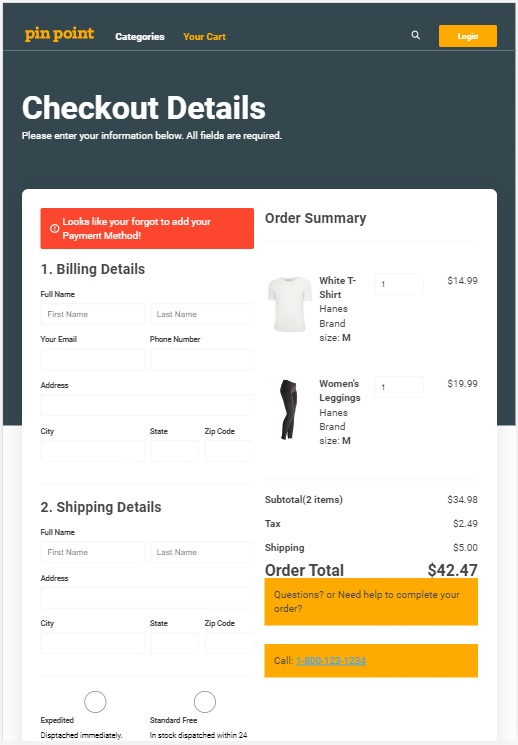 pin point
Categories
Your Cart
Login
Checkout Details
Please enter your information below. All fields are required.
Looks like your forgot to add your
Payment Method!
1. Billing Details
Full Name
First Name
Last Name
Your Email
Phone Number
Address
City
State
Zip Code
2. Shipping Details
Full Name
First Name
Last Name
Address
City
State
Zip Code
Expedited
Disptached immediately.
Standard Free
In stock dispatched within 24
Order Summary
White T-
Shirt
Hanes
Brand
size: M
1
$14.99
Women's
Leggings
Hanes
Brand
size: M
1
$19.99
Subtotal(2 items)
$34.98
Tax
$2.49
Shipping
$5.00
Order Total
$42.47
Questions? or Need help to complete your
order?
Call: 1-800-123-1234